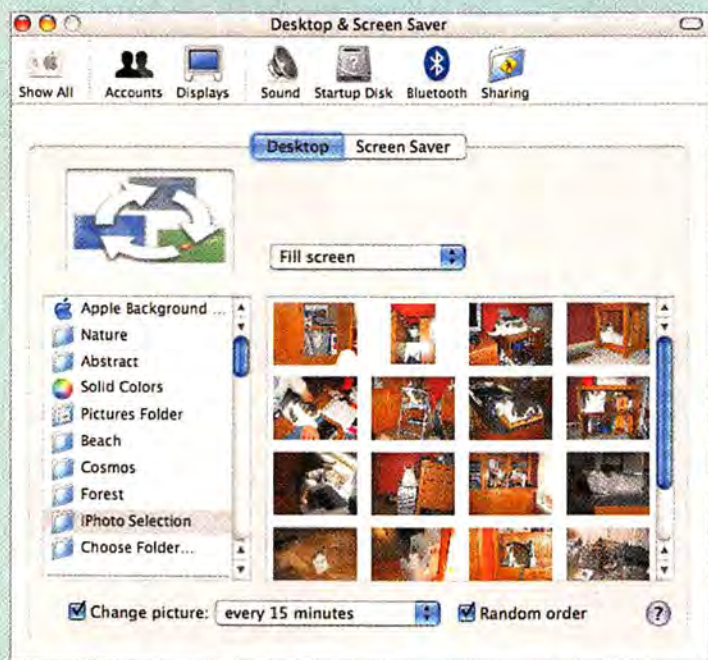 Desktop & Screen Saver
Show All Accounts Displays Sound Startup Disk Bluetooth Sharing
Desktop Screen Saver
Fill screen
Apple Background ...
Nature
Abstract
Solid Colors
Pictures Folder
Beach
Cosmos
Forest
iPhoto Selection
Choose Folder...
Change picture: every 15 minutes Random order ?